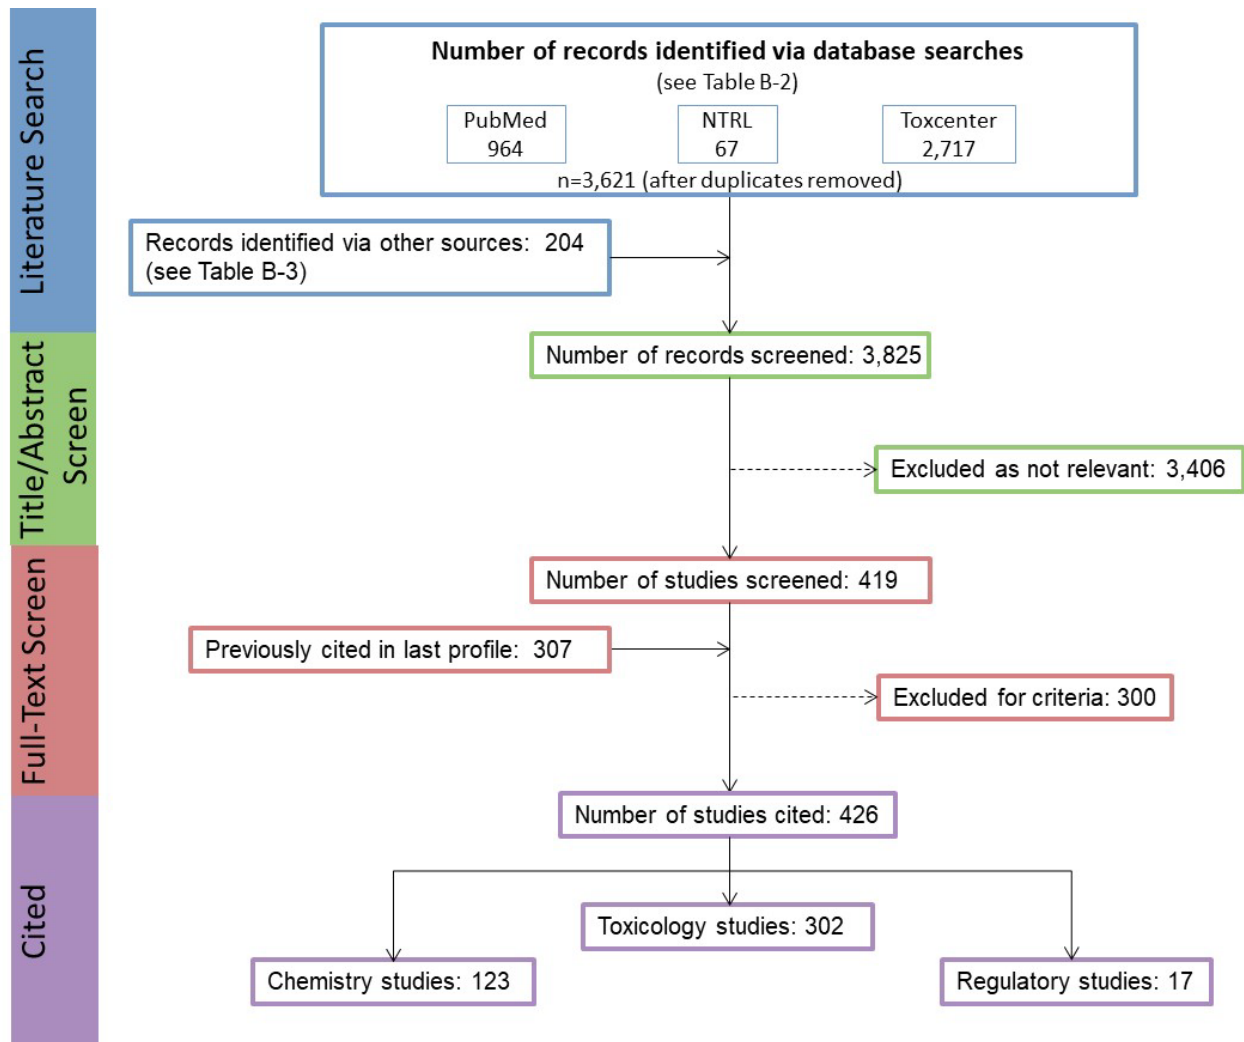 Literature Search
Number of records identified via database searches
(see Table B-2)
PubMed
964
NTRL
67
Toxcenter
2,717
n=3,621 (after duplicates removed)
Records identified via other sources: 204
(see Table B-3)
Title/Abstract
Screen
Number of records screened: 3,825
Excluded as not relevant: 3,406
Full-Text Screen
Number of studies screened: 419
Previously cited in last profile: 307
Excluded for criteria: 300
Cited
Number of studies cited: 426
Toxicology studies: 302
Chemistry studies: 123
Regulatory studies: 17